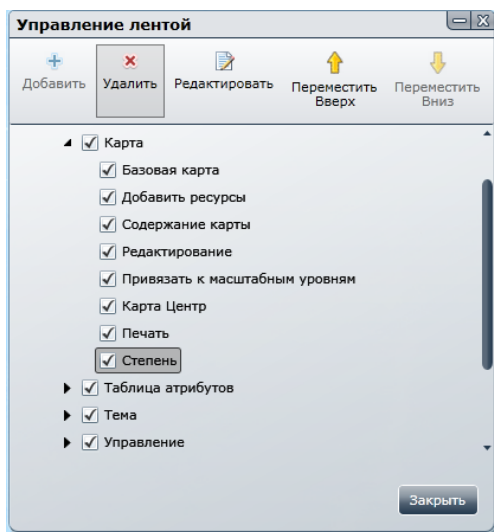 Управление лентой
Добавить Удалить Редактировать Переместить Вверх Переместить Вниз
Карта
Базовая карта
Добавить ресурсы
Содержание карты
Редактирование
Привязать к масштабным уровням
Карта Центр
Печать
Степень
Таблица атрибутов
Тема
Управление
Закрыть